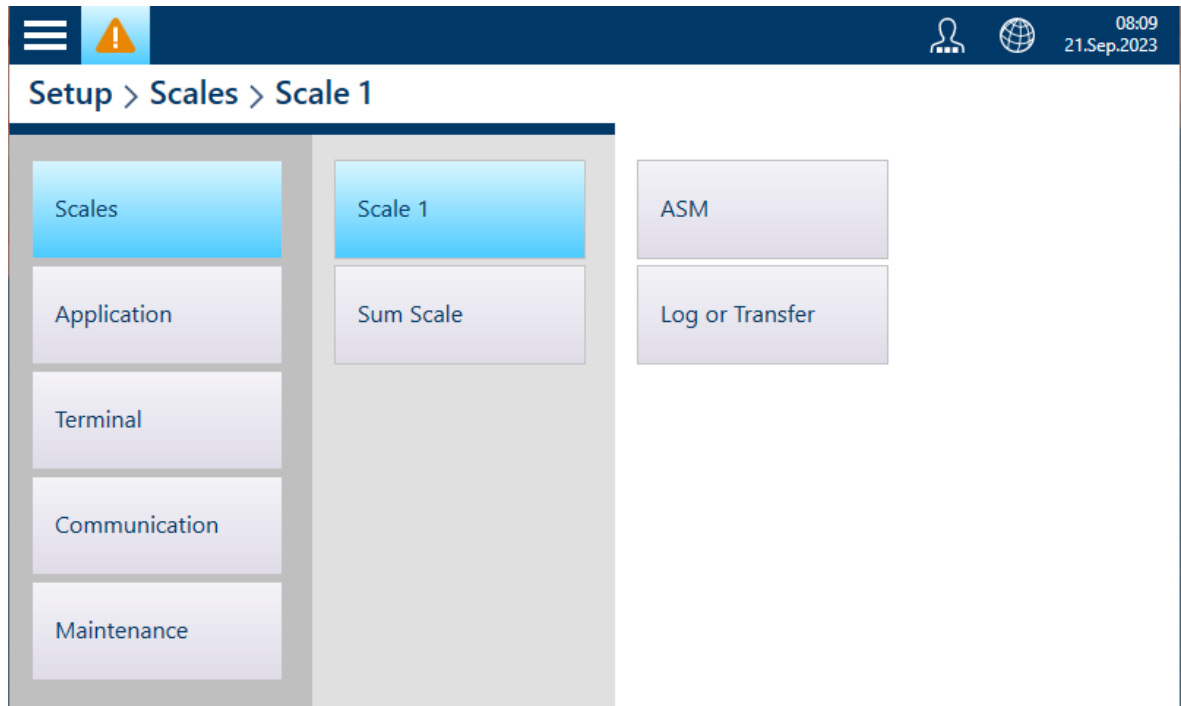 08:09
21.Sep.2023
Setup > Scales > Scale 1
Scales
Scale 1
ASM
Application
Sum Scale
Log or Transfer
Terminal
Communication
Maintenance